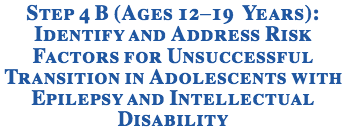 Step 4 B (Ages 12–19 Years):
Identify and Address Risk
Factors for Unsuccessful
Transition in Adolescents with
Epilepsy and Intellectual
Disability